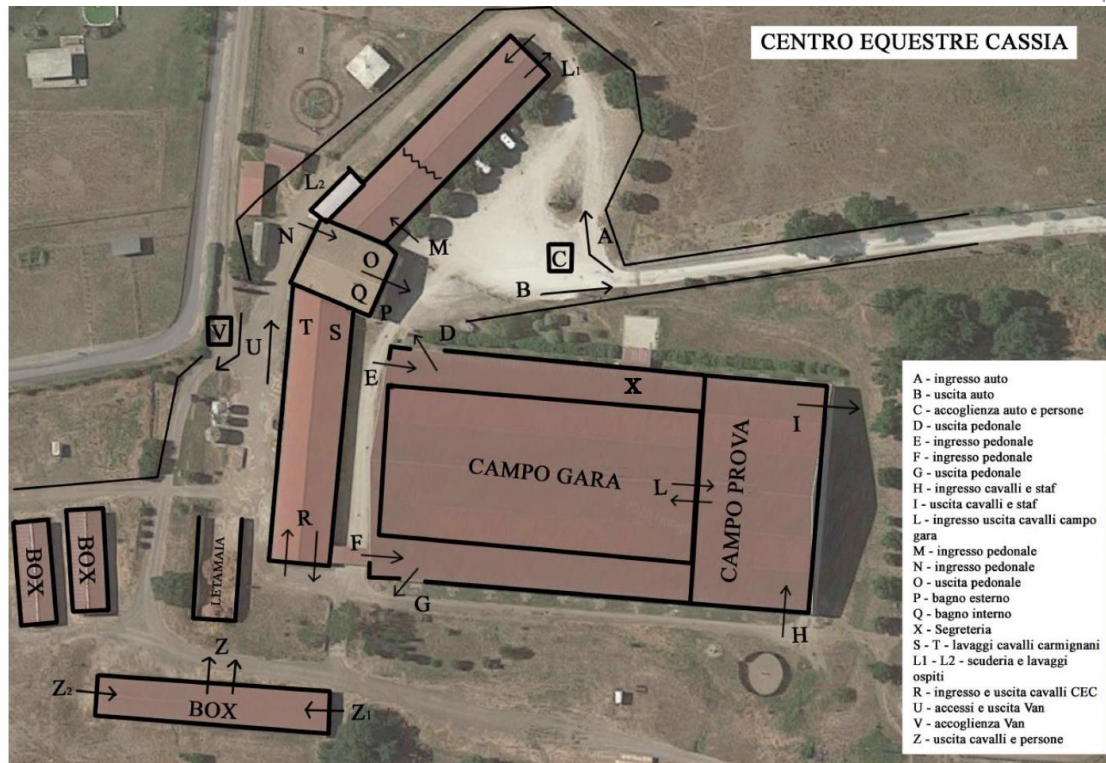 CENTRO EQUESTRE CASSIA
L1
L2
N
M
O
A
C
Q
B
P
V
T
S
D
U
E
X
I
CAMPO GARA
L
CAMPO PROVA
R
F
BOX
BOX
LETAMAIA
G
H
Z
Z2
BOX
Z1
A - ingresso auto
B - uscita auto
C - accoglienza auto e persone
D - uscita pedonale
E - ingresso pedonale
F - ingresso pedonale
G - uscita pedonale
H - ingresso cavalli e staf
I - uscita cavalli e staf
L - ingresso uscita cavalli campo
gara
M - ingresso pedonale
N - ingresso pedonale
O - uscita pedonale
P - bagno esterno
Q - bagno interno
X - Segreteria
S - T - lavaggi cavalli carmignani
L1 - L2 - scuderia e lavaggi
ospiti
R - ingresso e uscita cavalli CEC
U - accessi e uscita Van
V - accoglienza Van
Z - uscita cavalli e persone